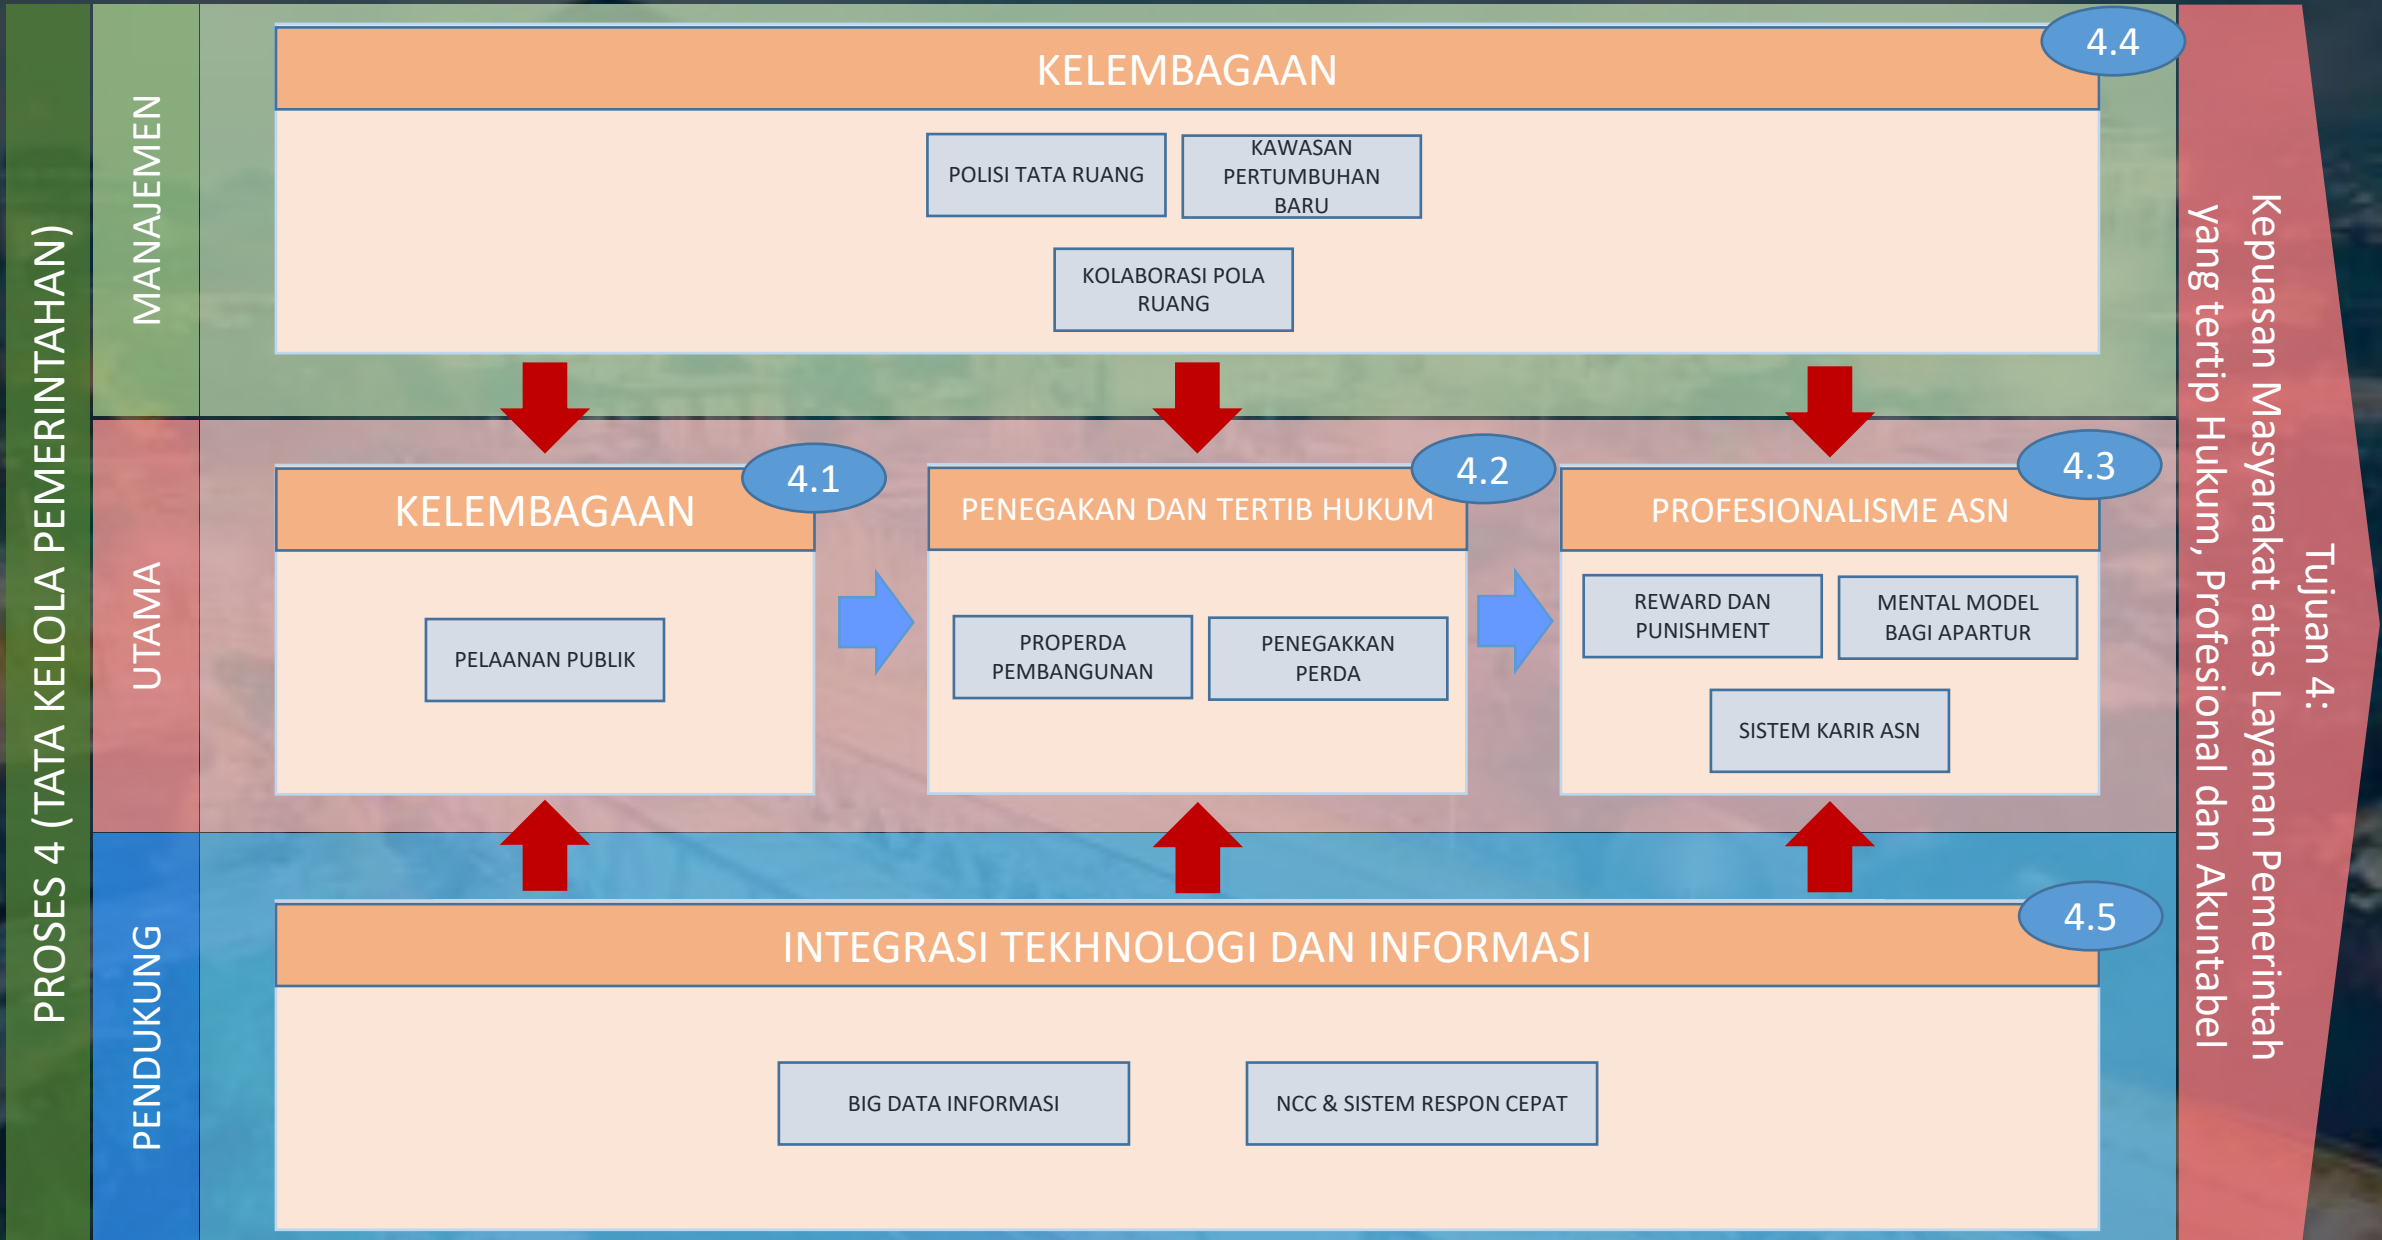 PROSES 4 (TATA KELOLA PEMERINTAHAN)
MANAJEMEN
KELEMBAGAAN
4.4
POLISI TATA RUANG
KAWASAN
PERTUMBUHAN
BARU
KOLABORASI POLA
RUANG
UTAMA
KELEMBAGAAN
4.1
PELAANAN PUBLIK
PENEGAKAN DAN TERTIB HUKUM
4.2
PROPERDA
PEMBANGUNAN
PENEGAKKAN
PERDA
PROFESIONALISME ASN
4.3
REWARD DAN
PUNISHMENT
MENTAL MODEL
BAGI APARTUR
SISTEM KARIR ASN
PENDUKUNG
INTEGRASI TEKHNOLOGI DAN INFORMASI
4.5
BIG DATA INFORMASI
NCC & SISTEM RESPON CEPAT
Tujuan 4:
Kepuasan Masyarakat atas Layanan Pemerintah
yang tertip Hukum, Profesional dan Akuntabel